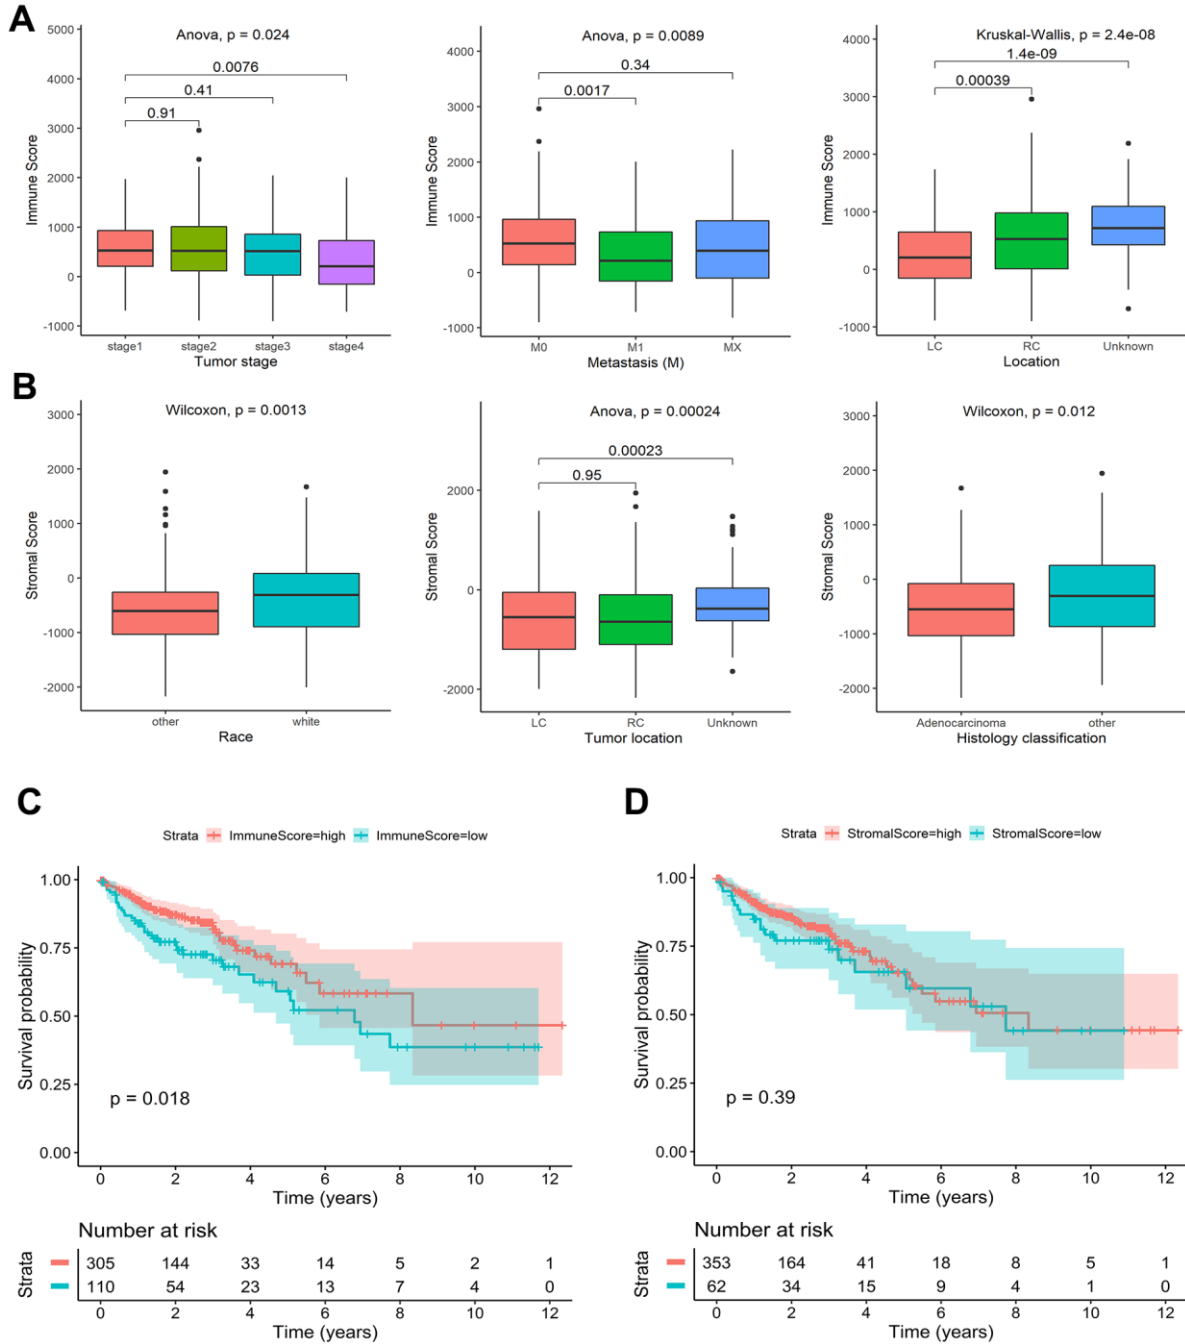 A
Anova, p = 0.024
0.0076
0.41
0.91
Immune Score
5000
4000
3000
2000
1000
0
-1000
stage1 stage2 stage3 stage4
Tumor stage
Anova, p = 0.0089
0.34
0.0017
Immune Score
4000
3000
2000
1000
0
-1000
M0 M1 MX
Metastasis (M)
Kruskal-Wallis, p = 2.4e-08
1.4e-09
0.00039
Immune Score
4000
3000
2000
1000
0
-1000
LC RC Unknown
Location
B
Wilcoxon, p = 0.0013
Stromal Score
3000
2000
1000
0
-1000
-2000
other white
Race
Anova, p = 0.00024
0.00023
0.95
Stromal Score
2000
0
-2000
LC RC Unknown
Tumor location
Wilcoxon, p = 0.012
Stromal Score
3000
2000
1000
0
-1000
-2000
Adenocarcinoma other
Histology classification
C
Strata ImmuneScore=high ImmuneScore=low
Survival probability
1.00
0.75
0.50
0.25
0.00
p = 0.018
0 2 4 6 8 10 12
Time (years)
Number at risk
Strata
305 144 33 14 5 2 1
110 54 23 13 7 4 0
0 2 4 6 8 10 12
Time (years)
D
Strata StromalScore=high StromalScore=low
Survival probability
1.00
0.75
0.50
0.25
0.00
p = 0.39
0 2 4 6 8 10 12
Time (years)
Number at risk
Strata
353 164 41 18 8 5 1
62 34 15 9 4 1 0
0 2 4 6 8 10 12
Time (years)